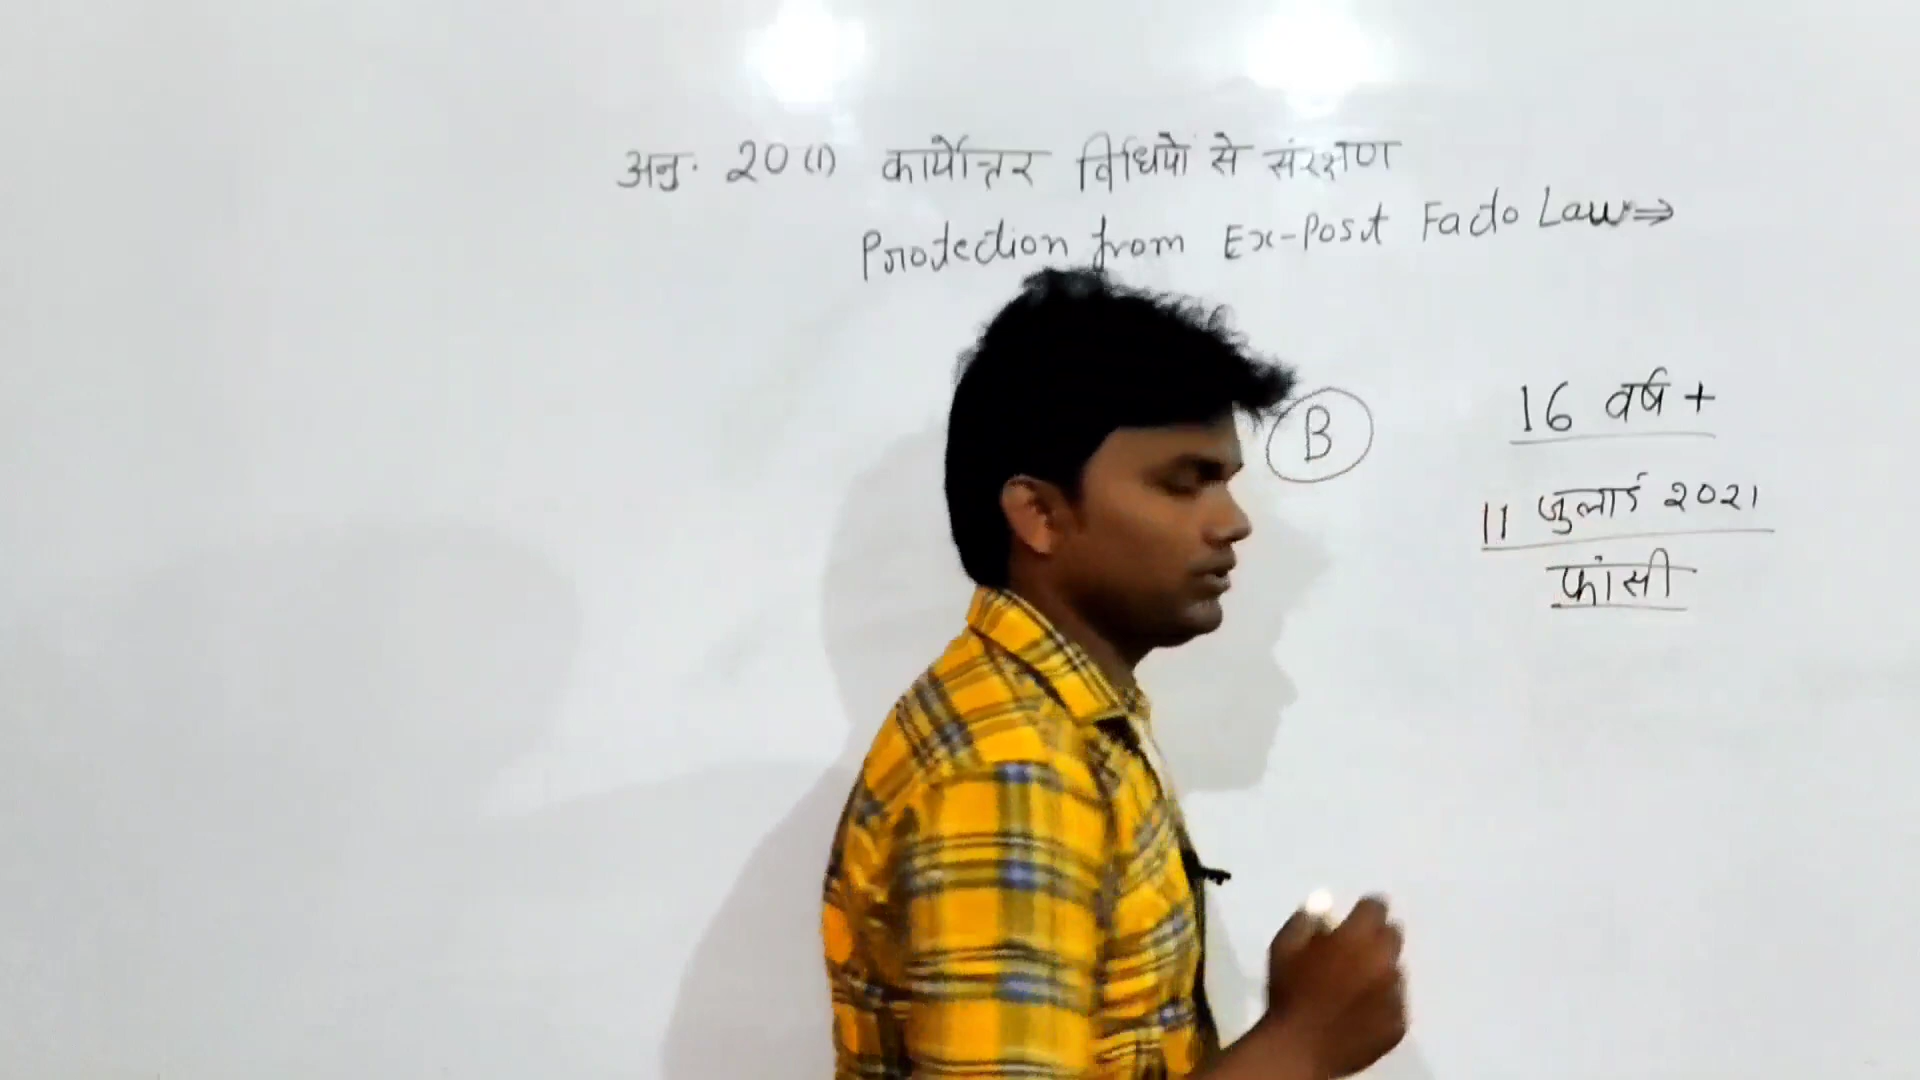 अनु. 20 (1) कार्योत्तर विधियो से संरक्षण
Protection from Ex-Post Facto Law⇒
B
16 वर्ष +
11 जुलाई 2021
फांसी